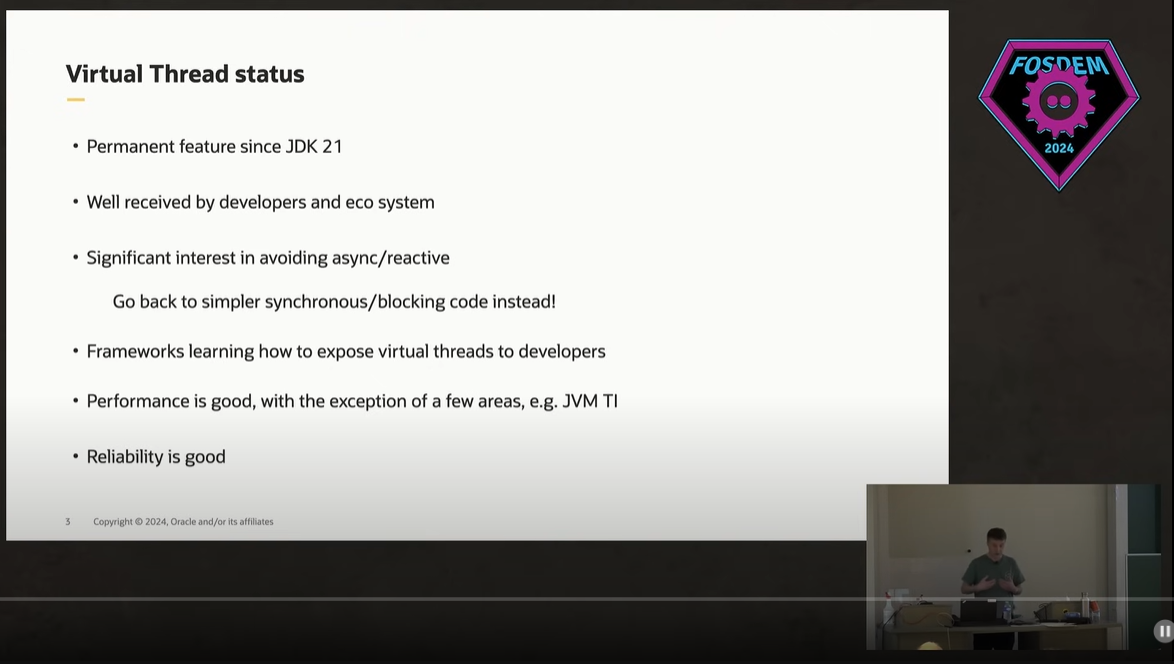 Virtual Thread status
• Permanent feature since JDK 21
• Well received by developers and eco system
• Significant interest in avoiding async/reactive
Go back to simpler synchronous/blocking code instead!
• Frameworks learning how to expose virtual threads to developers
• Performance is good, with the exception of a few areas, e.g. JVM TI
• Reliability is good
3 Copyright © 2024, Oracle and/or its affiliates
FOSDEM
2024